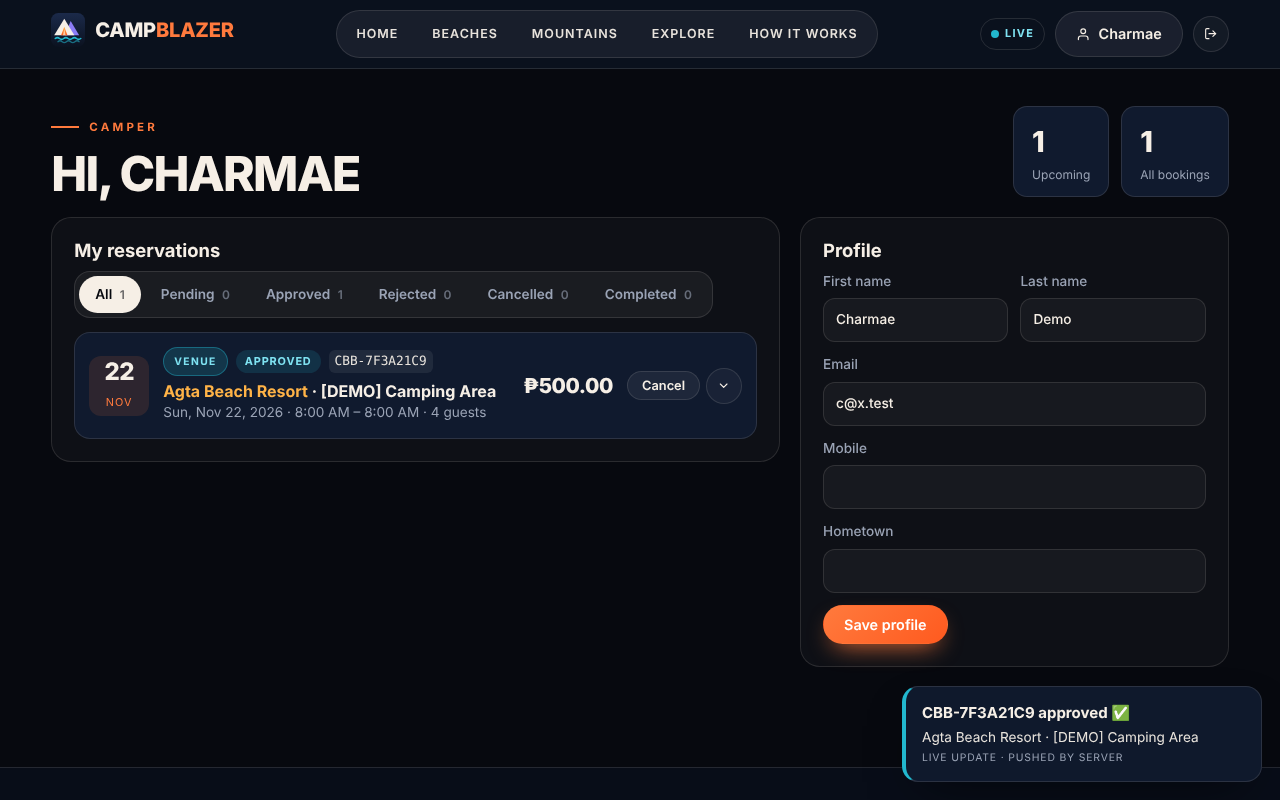 CAMPBLAZER
HOME BEACHES MOUNTAINS EXPLORE HOW IT WORKS
LIVE
Charmae
CAMPER
HI, CHARMAE
1
Upcoming
1
All bookings
My reservations
All 1 Pending 0 Approved 1 Rejected 0 Cancelled 0 Completed 0
22
NOV
VENUE APPROVED CBB-7F3A21C9
Agta Beach Resort · [DEMO] Camping Area
Sun, Nov 22, 2026 · 8:00 AM – 8:00 AM · 4 guests
₱500.00
Cancel
Profile
First name Last name
Charmae Demo
Email
c@x.test
Mobile
Hometown
Save profile
CBB-7F3A21C9 approved ✅
Agta Beach Resort · [DEMO] Camping Area
LIVE UPDATE · PUSHED BY SERVER